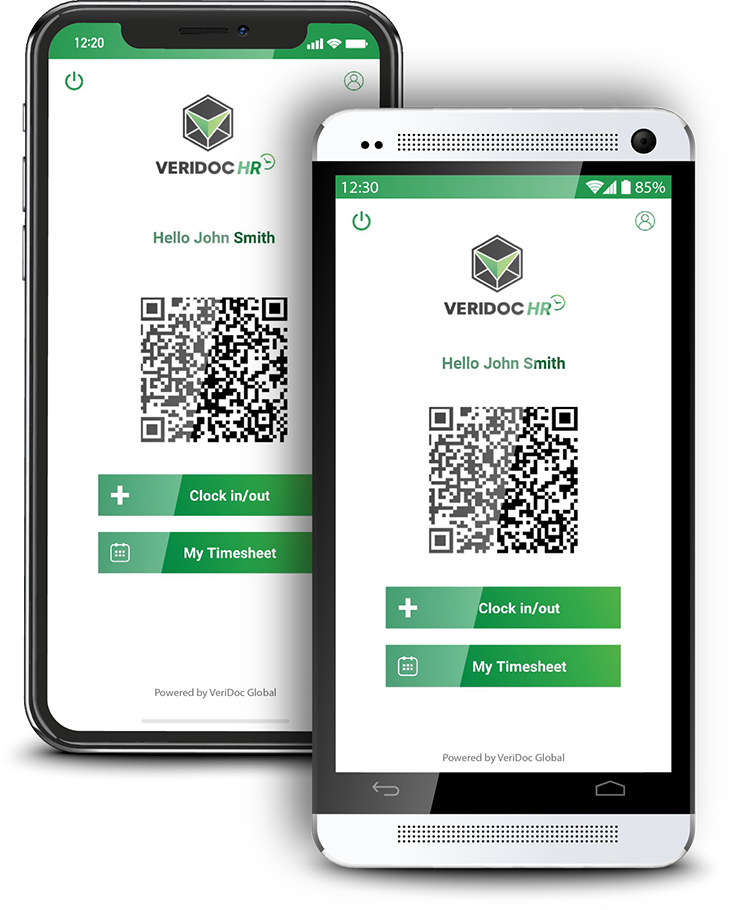 12:20
VERIDOC HR
Hello John Smith
Clock in/out
My Timesheet
Powered by VeriDoc Global
12:30
85%
VERIDOC HR
Hello John Smith
Clock in/out
My Timesheet
Powered by VeriDoc Global